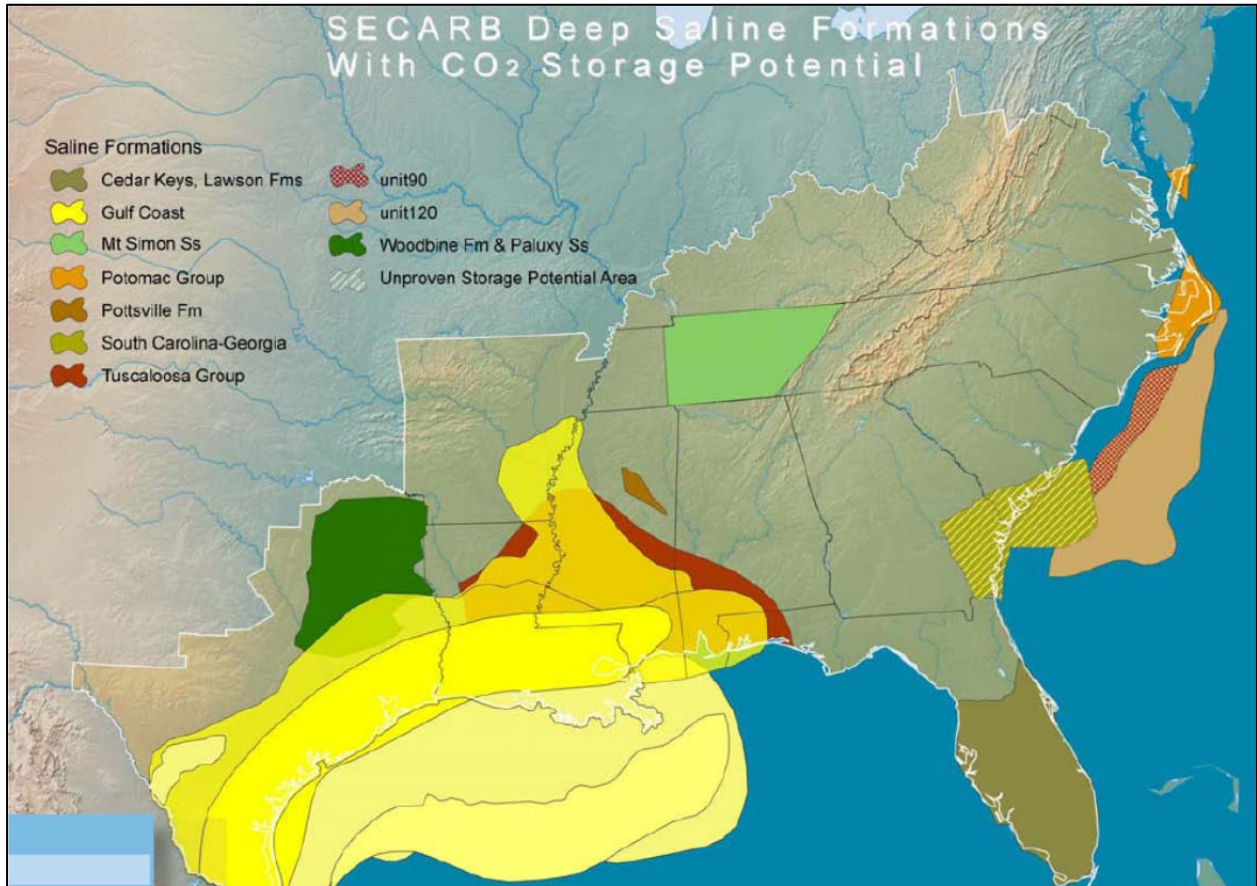 SECARB Deep Saline Formations
With CO2 Storage Potential
Saline Formations
Cedar Keys, Lawson Fms
Gulf Coast
Mt Simon Ss
Potomac Group
Pottsville Fm
South Carolina-Georgia
Tuscaloosa Group
unit90
unit120
Woodbine Fm & Paluxy Ss
Unproven Storage Potential Area